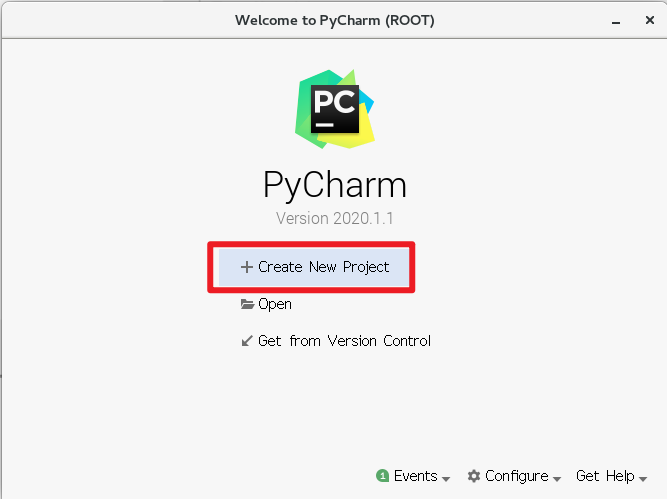 Welcome to PyCharm (ROOT)
PC
PyCharm
Version 2020.1.1
Create New Project
Open
Get from Version Control
1 Events Configure Get Help